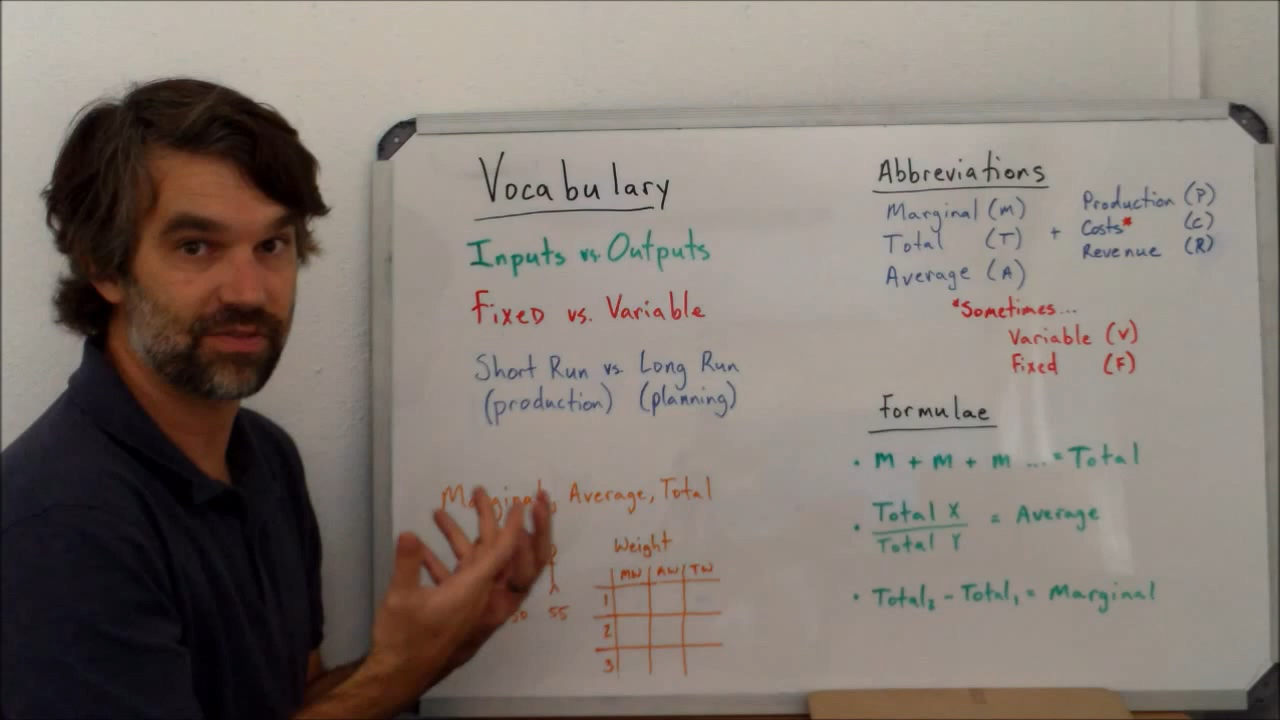 Vocabulary
Inputs vs. Outputs
Fixed vs. Variable
Short Run vs. Long Run
(production) (planning)
Marginal, Average, Total
55
Weight
MW AW TW
1
2
3
Abbreviations
Marginal (M)
Total (T)
Average (A)
+
Production (P)
Costs* (C)
Revenue (R)
*Sometimes...
Variable (V)
Fixed (F)
Formulae
• M + M + M ... = Total
• Total X / Total Y = Average
• Total₂ - Total₁ = Marginal